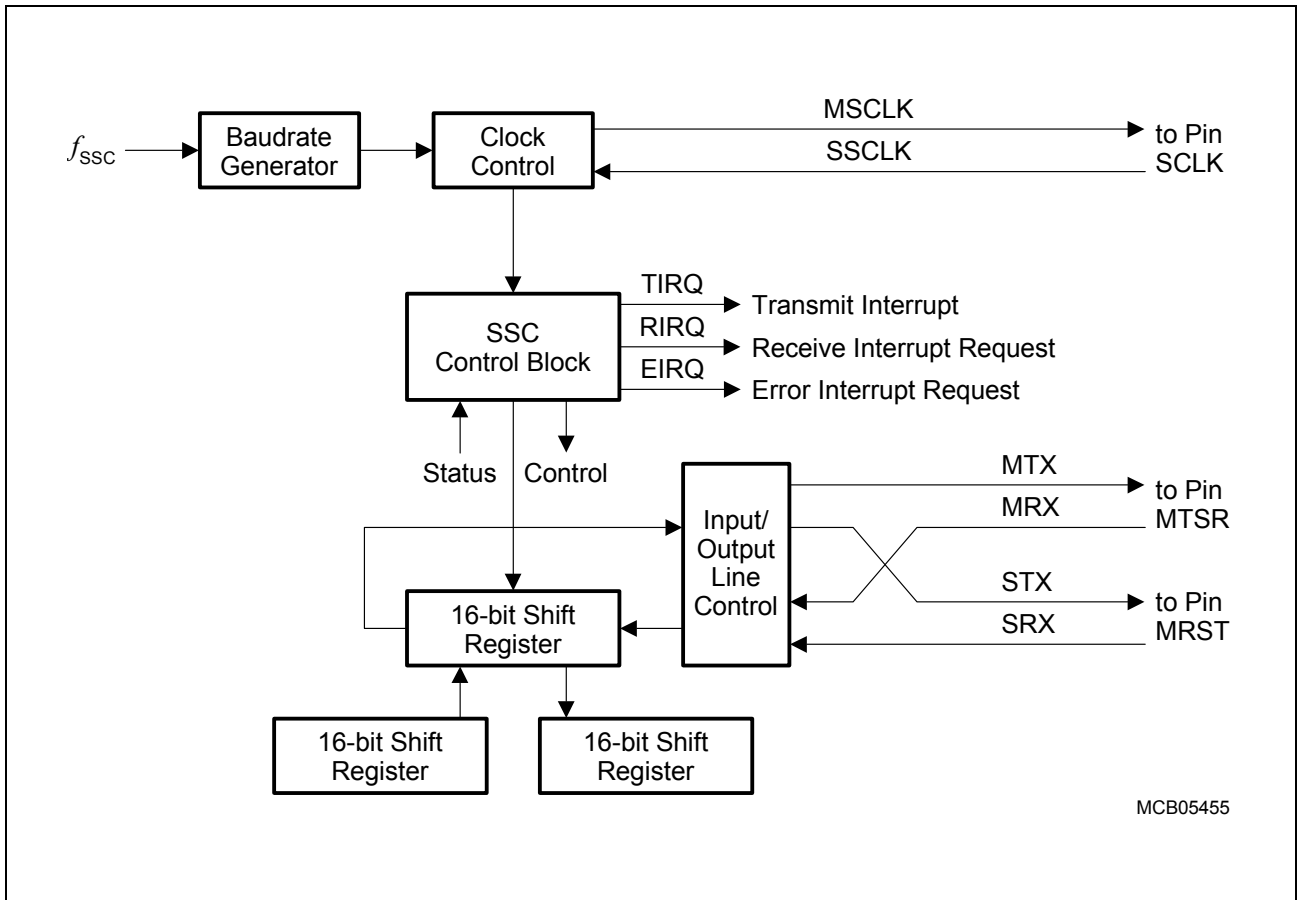 MSCLK
f SSC
Baudrate
Generator
Clock
Control
SSCLK
to Pin
SCLK
SSC
Control Block
TIRQ
Transmit Interrupt
RIRQ
Receive Interrupt Request
EIRQ
Error Interrupt Request
Status
Control
Input/
Output
Line
Control
MTX
MRX
to Pin
MTSR
STX
SRX
to Pin
MRST
16-bit Shift
Register
16-bit Shift
Register
16-bit Shift
Register
MCB05455